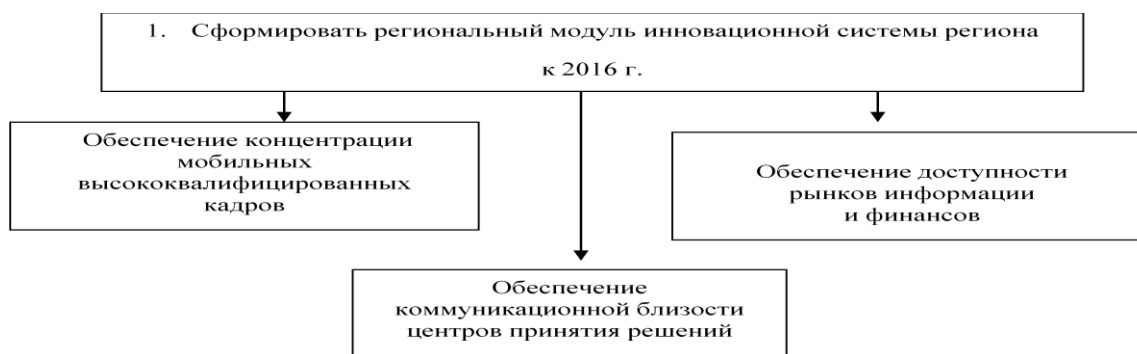 1. Сформировать региональный модуль инновационной системы региона
к 2016 г.
Обеспечение концентрации
мобильных
высококвалифицированных
кадров
Обеспечение доступности
рынков информации
и финансов
Обеспечение
коммуникационной близости
центров принятия решений